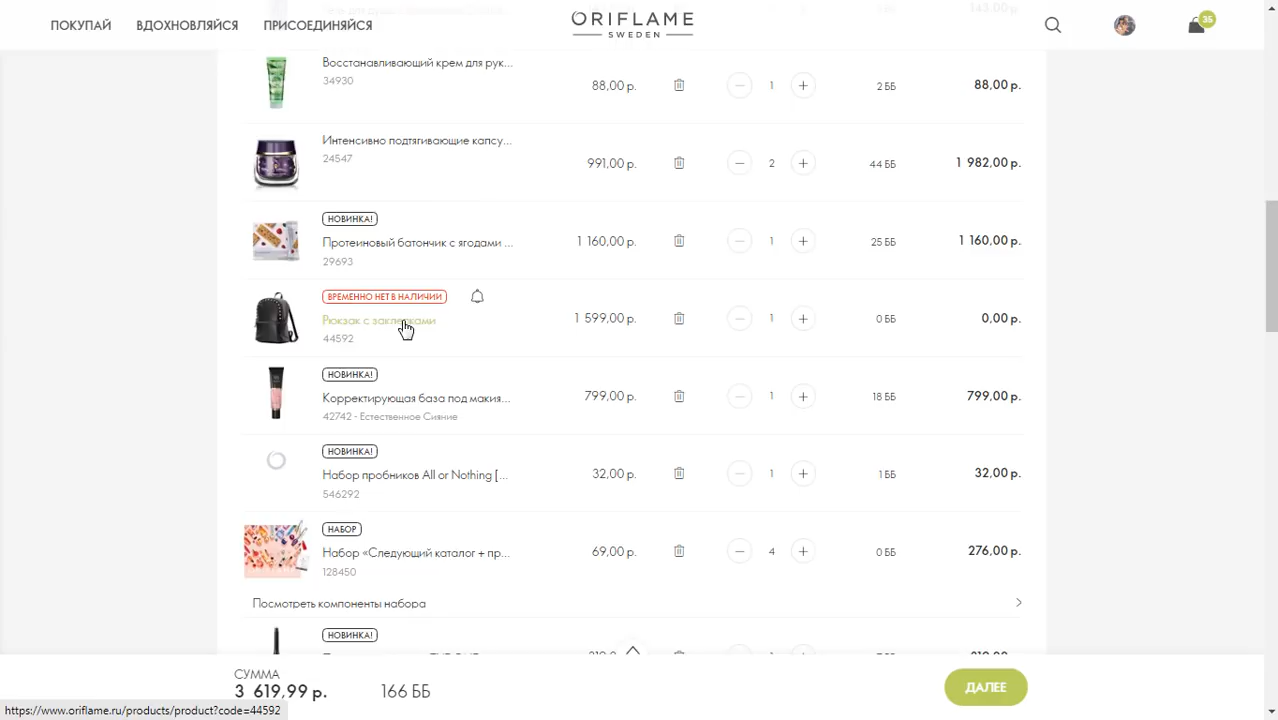 143,00 р.
ПОКУПАЙ ВДОХНОВЛЯЙСЯ ПРИСОЕДИНЯЙСЯ
ORIFLAME
SWEDEN
35
Восстанавливающий крем для рук...
34930
88,00 р. 1 2 ББ 88,00 р.
Интенсивно подтягивающие капсу...
24547
991,00 р. 2 44 ББ 1 982,00 р.
НОВИНКА!
Протеиновый батончик с ягодами ...
29693
1 160,00 р. 1 25 ББ 1 160,00 р.
ВРЕМЕННО НЕТ В НАЛИЧИИ
Рюкзак с заклепками
44592
1 599,00 р. 1 0 ББ 0,00 р.
НОВИНКА!
Корректирующая база под макия...
42742 - Естественное Сияние
799,00 р. 1 18 ББ 799,00 р.
НОВИНКА!
Набор пробников All or Nothing [...
546292
32,00 р. 1 1 ББ 32,00 р.
НАБОР
Набор «Следующий каталог + пр...
128450
69,00 р. 4 0 ББ 276,00 р.
Посмотреть компоненты набора
НОВИНКА!
СУММА
3 619,99 р. 166 ББ
ДАЛЕЕ
https://www.oriflame.ru/products/product?code=44592